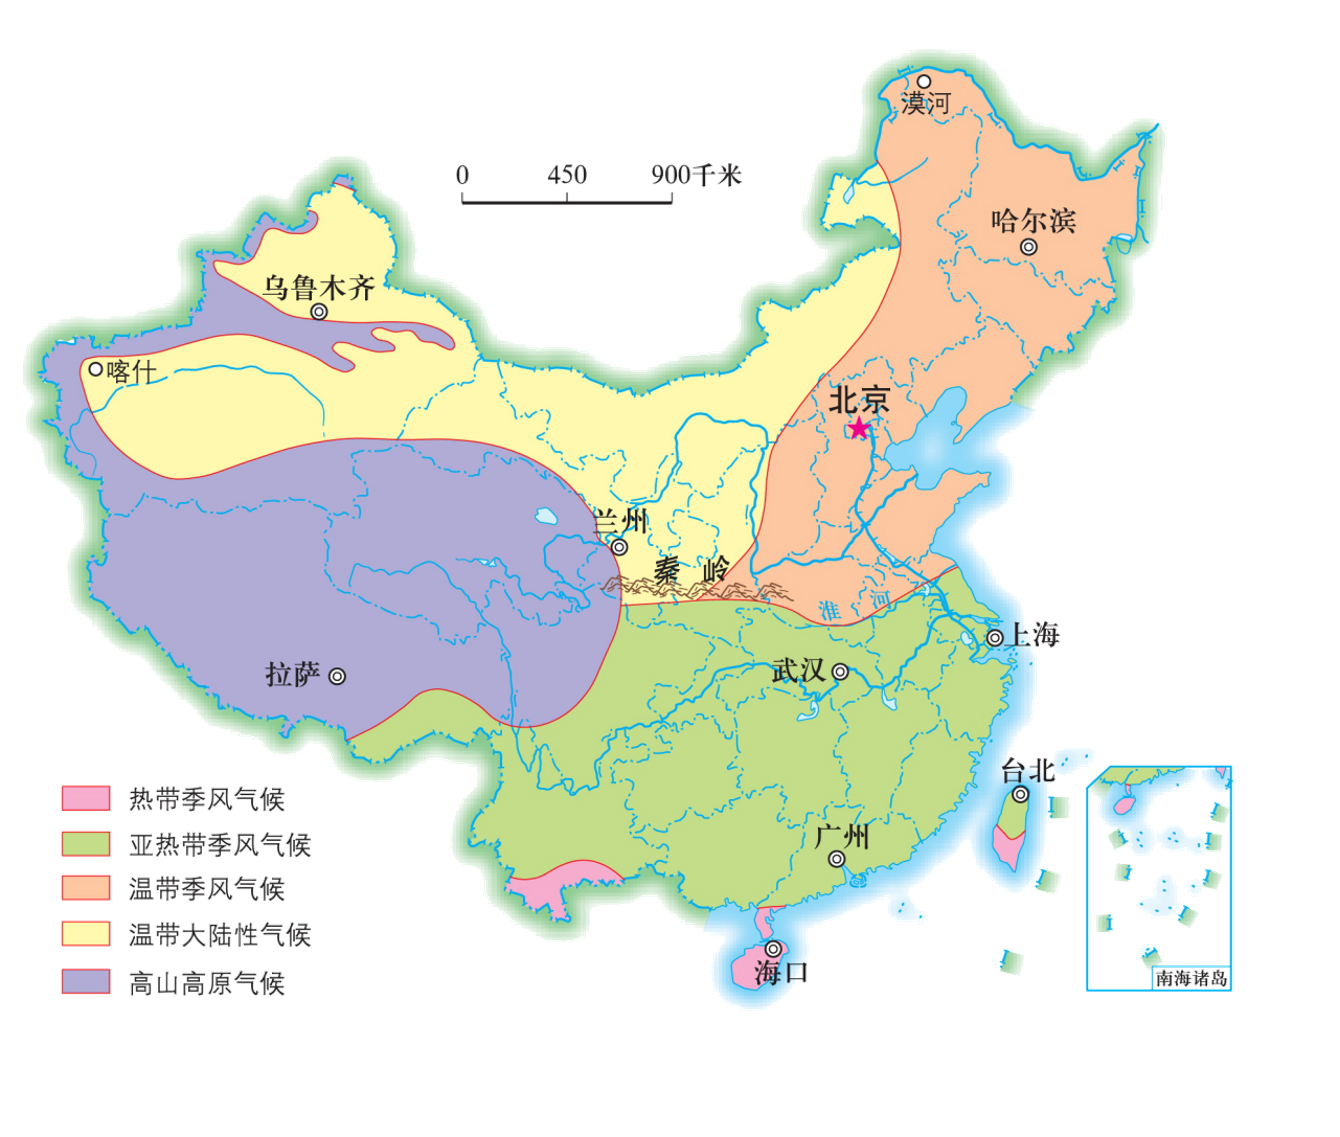 漠河
0 450 900千米
哈尔滨
乌鲁木齐
喀什
北京
兰州
秦 岭
淮 河
上海
拉萨
武汉
台北
热带季风气候
亚热带季风气候
广州
温带季风气候
温带大陆性气候
海口
高山高原气候
南海诸岛